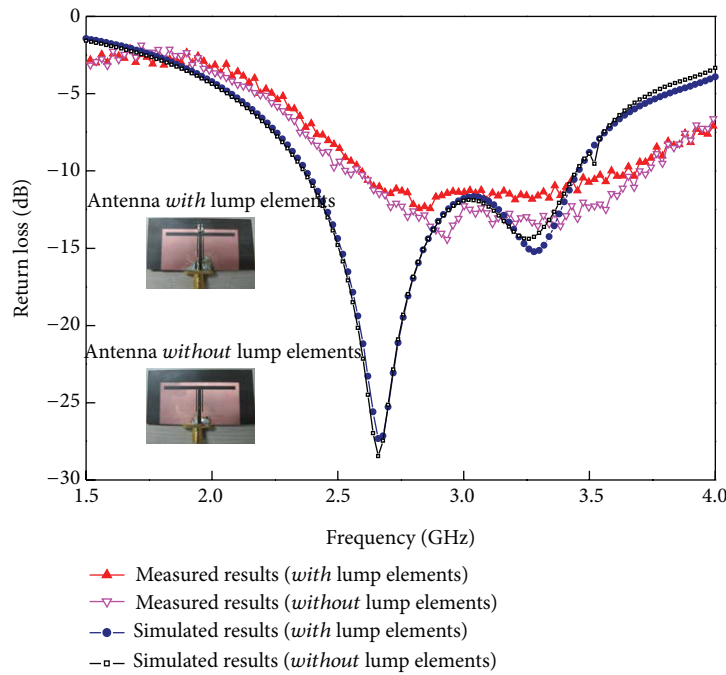 0
−5
−10
−15
−20
−25
−30
Return loss (dB)
Antenna with lump elements
Antenna without lump elements
1.5 2.0 2.5 3.0 3.5 4.0
Frequency (GHz)
Measured results (with lump elements)
Measured results (without lump elements)
Simulated results (with lump elements)
Simulated results (without lump elements)